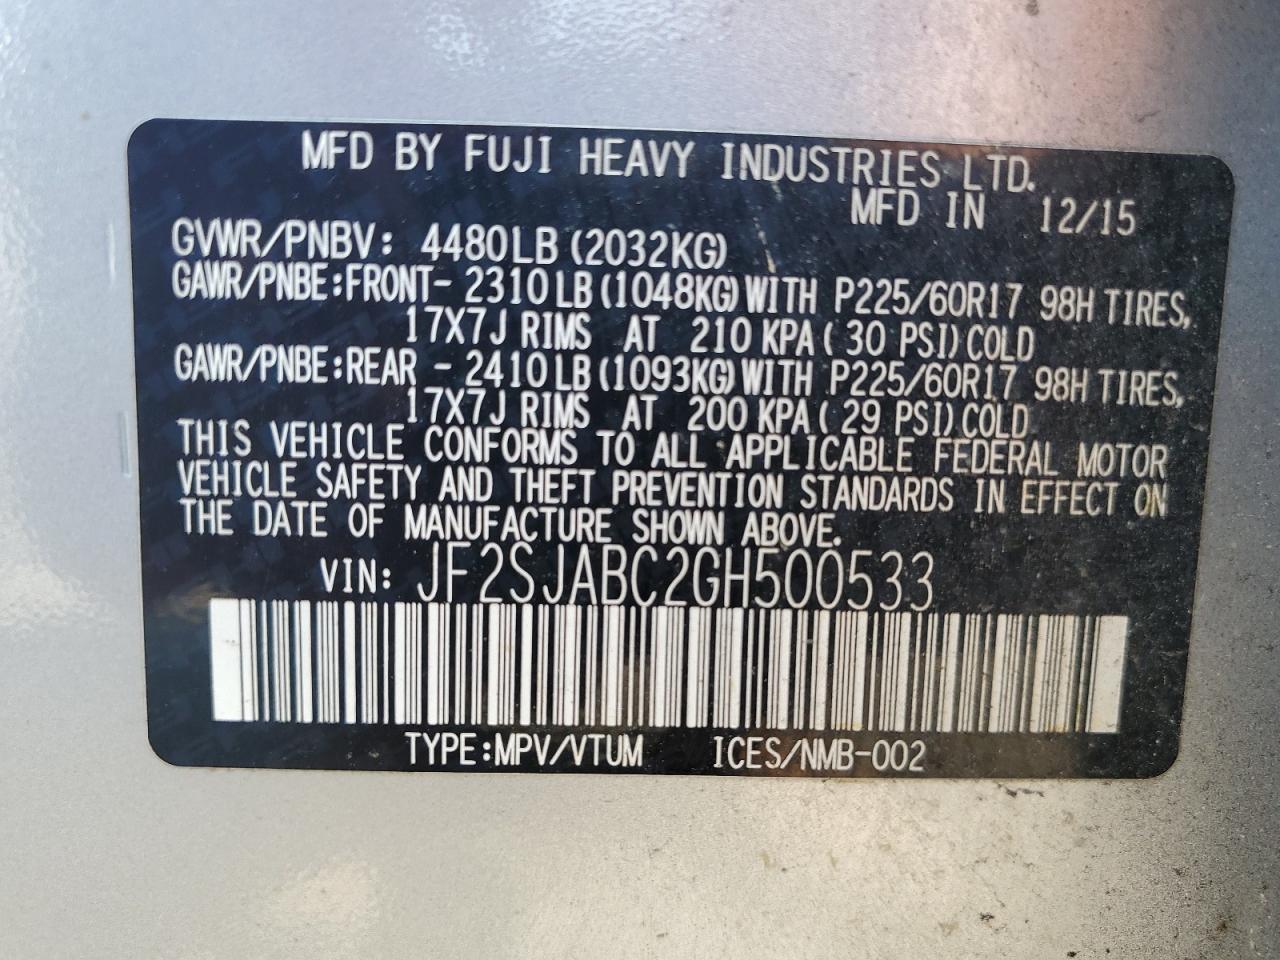 MFD BY FUJI HEAVY INDUSTRIES LTD.
MFD IN 12/15
GVWR/PNBV: 4480LB (2032KG)
GAWR/PNBE:FRONT- 2310LB (1048KG) WITH P225/60R17 98H TIRES,
17X7J RIMS AT 210 KPA ( 30 PSI) COLD
GAWR/PNBE:REAR - 2410LB (1093KG) WITH P225/60R17 98H TIRES,
17X7J RIMS AT 200 KPA ( 29 PSI) COLD
THIS VEHICLE CONFORMS TO ALL APPLICABLE FEDERAL MOTOR
VEHICLE SAFETY AND THEFT PREVENTION STANDARDS IN EFFECT ON
THE DATE OF MANUFACTURE SHOWN ABOVE.
VIN: JF2SJABC2GH500533
TYPE:MPV/VTUM ICES/NMB-002